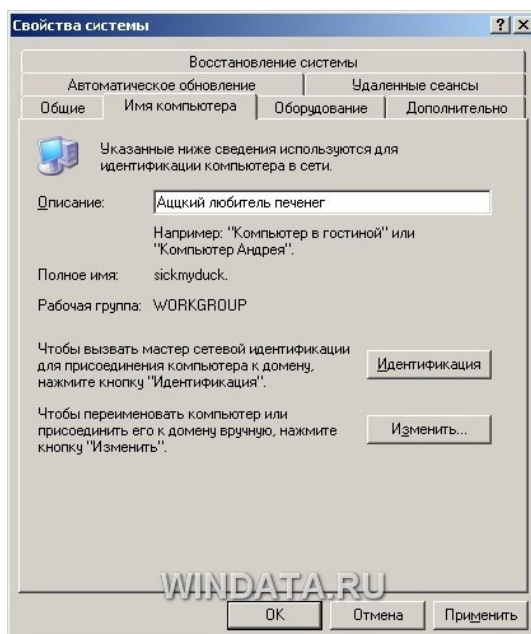 Свойства системы
Восстановление системы
Автоматическое обновление Удаленные сеансы
Общие Имя компьютера Оборудование Дополнительно
Указанные ниже сведения используются для
идентификации компьютера в сети.
Описание: Аццкий любитель печенег
Например: "Компьютер в гостиной" или
"Компьютер Андрея".
Полное имя: sickmyduck.
Рабочая группа: WORKGROUP
Чтобы вызвать мастер сетевой идентификации
для присоединения компьютера к домену,
нажмите кнопку "Идентификация".
Идентификация
Чтобы переименовать компьютер или
присоединить его к домену вручную, нажмите
кнопку "Изменить".
Изменить...
WINDATA.RU
OK Отмена Применить